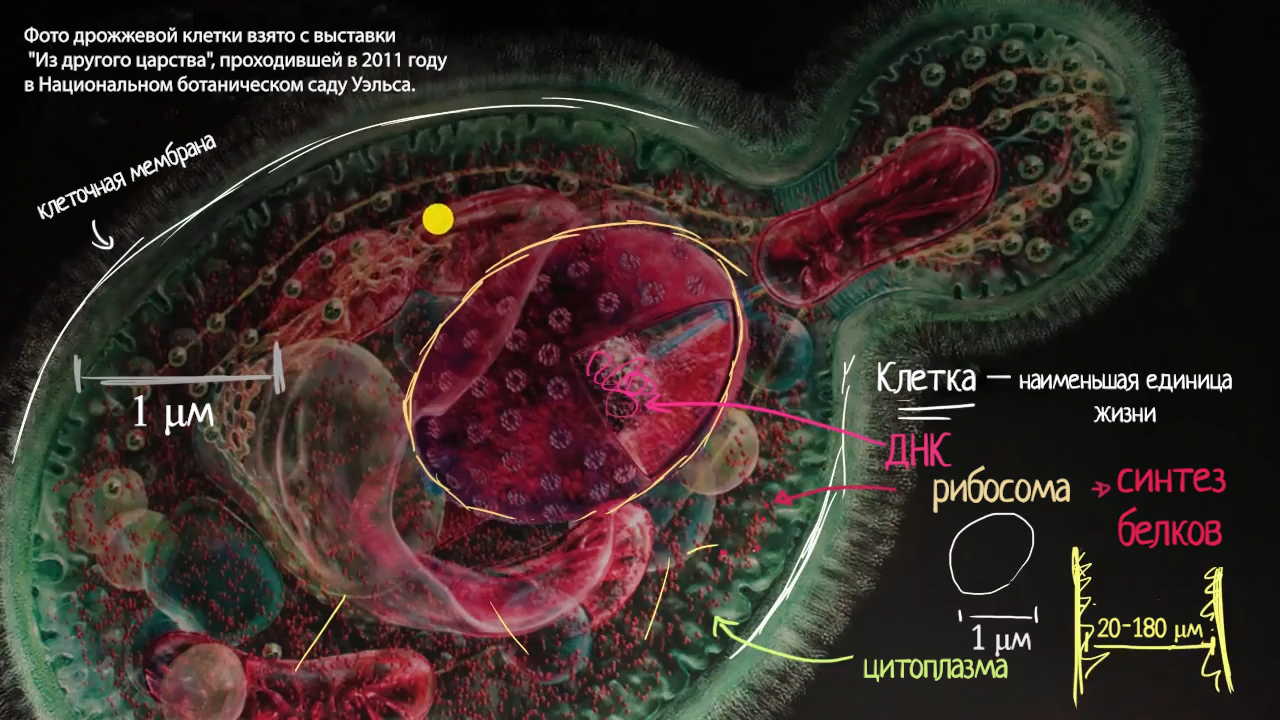 Фото дрожжевой клетки взято с выставки
"Из другого царства", проходившей в 2011 году
в Национальном ботаническом саду Уэльса.
клеточная мембрана
1 μм
Клетка — наименьшая единица
жизни
ДНК
рибосома → синтез
белков
1 μм
20-180 μм
цитоплазма